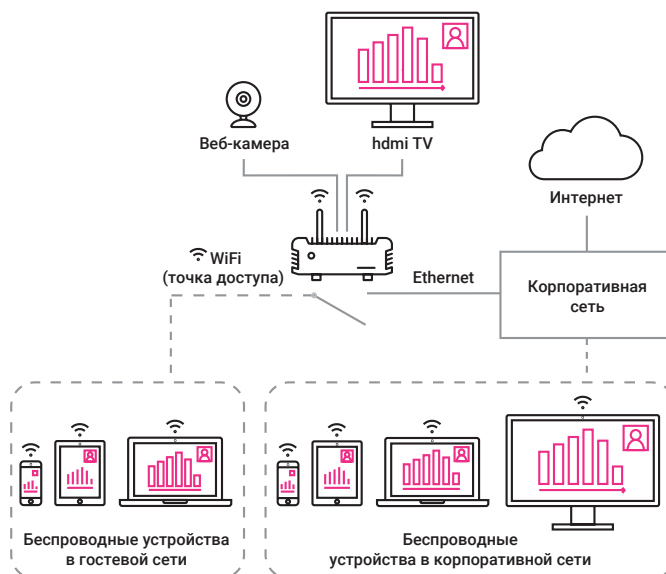 Веб-камера
hdmi TV
Интернет
WiFi
(точка доступа)
Ethernet
Корпоративная
сеть
Беспроводные устройства
в гостевой сети
Беспроводные
устройства в корпоративной сети